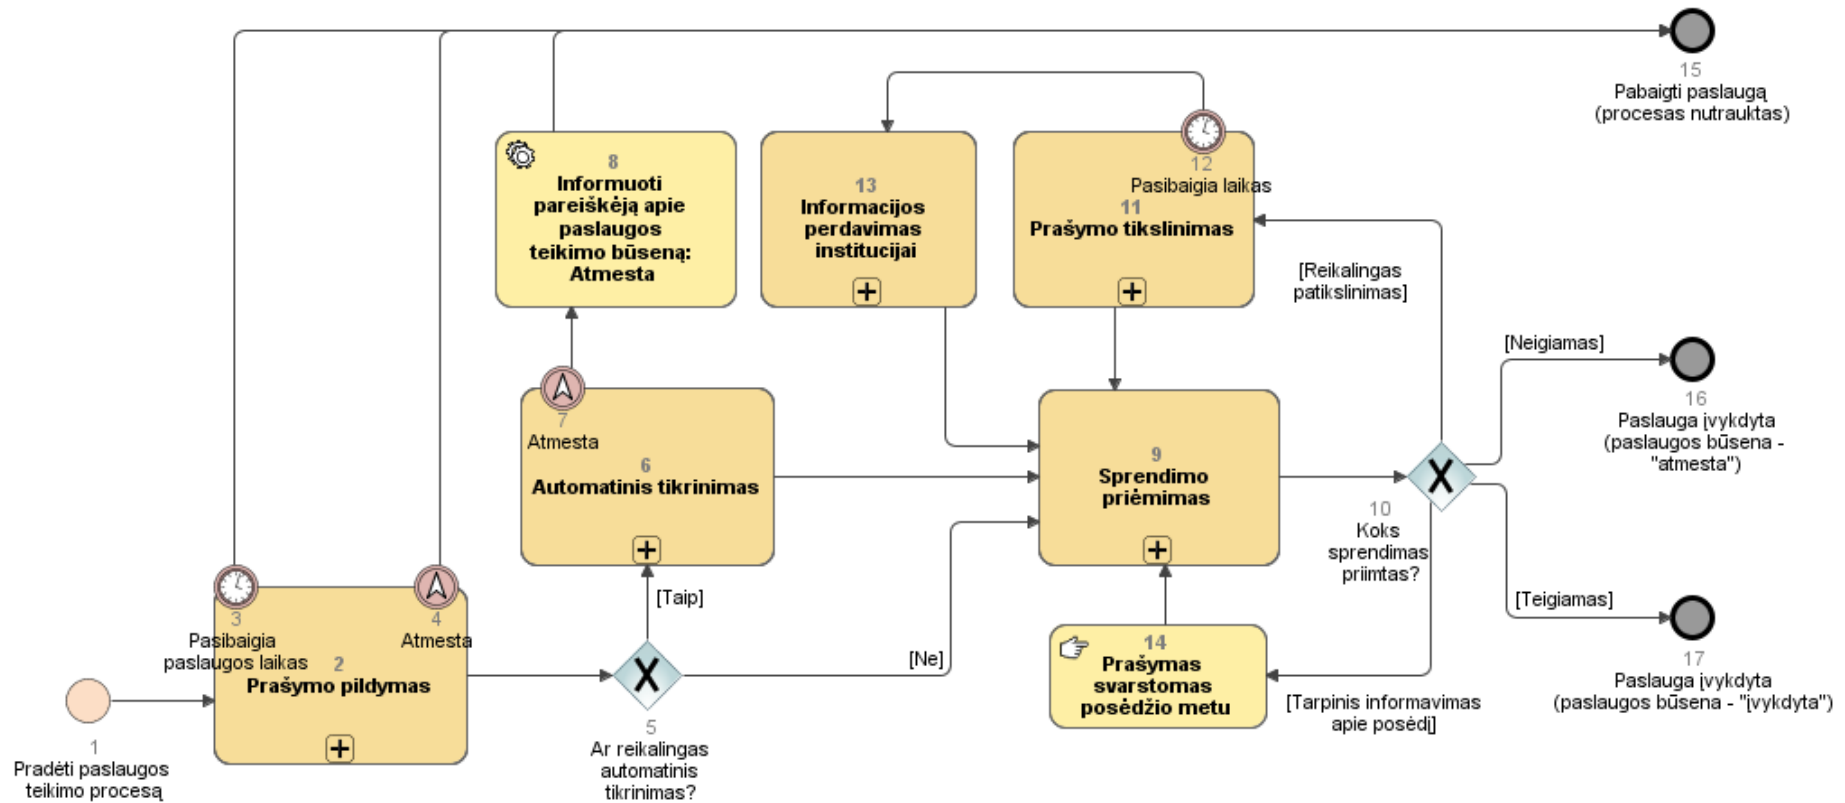 15
Pabaigti paslaugą
(procesas nutrauktas)
8
Informuoti
pareiškėją apie
paslaugos
teikimo būseną:
Atmesta
13
Informacijos
perdavimas
institucijai
12
Pasibaigia laikas
11
Prašymo tikslinimas
[Reikalingas
patikslinimas]
[Neigiamas]
16
Paslauga įvykdyta
(paslaugos būsena -
"atmesta")
7
Atmesta
6
Automatinis tikrinimas
9
Sprendimo
priėmimas
10
Koks
sprendimas
priimtas?
[Teigiamas]
17
Paslauga įvykdyta
(paslaugos būsena - "įvykdyta")
[Taip]
[Ne]
14
Prašymas
svarstomas
posėdžio metu
[Tarpinis informavimas
apie posėdį]
3
Pasibaigia
paslaugos laikas
4
Atmesta
2
Prašymo pildymas
1
Pradėti paslaugos
teikimo procesą
5
Ar reikalingas
automatinis
tikrinimas?